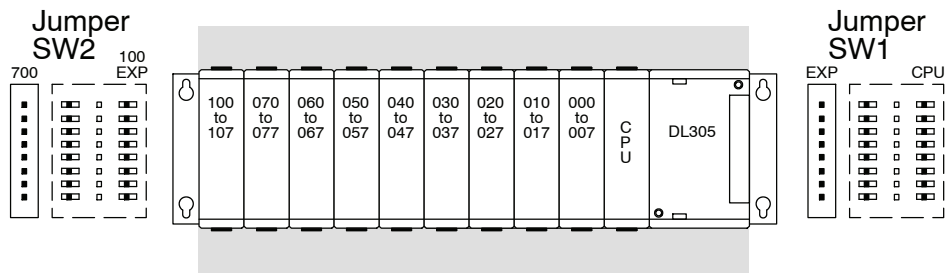 Jumper
SW2
700
100
EXP
100
to
107
070
to
077
060
to
067
050
to
057
040
to
047
030
to
037
020
to
027
010
to
017
000
to
007
C
P
U
DL305
Jumper
SW1
EXP
CPU